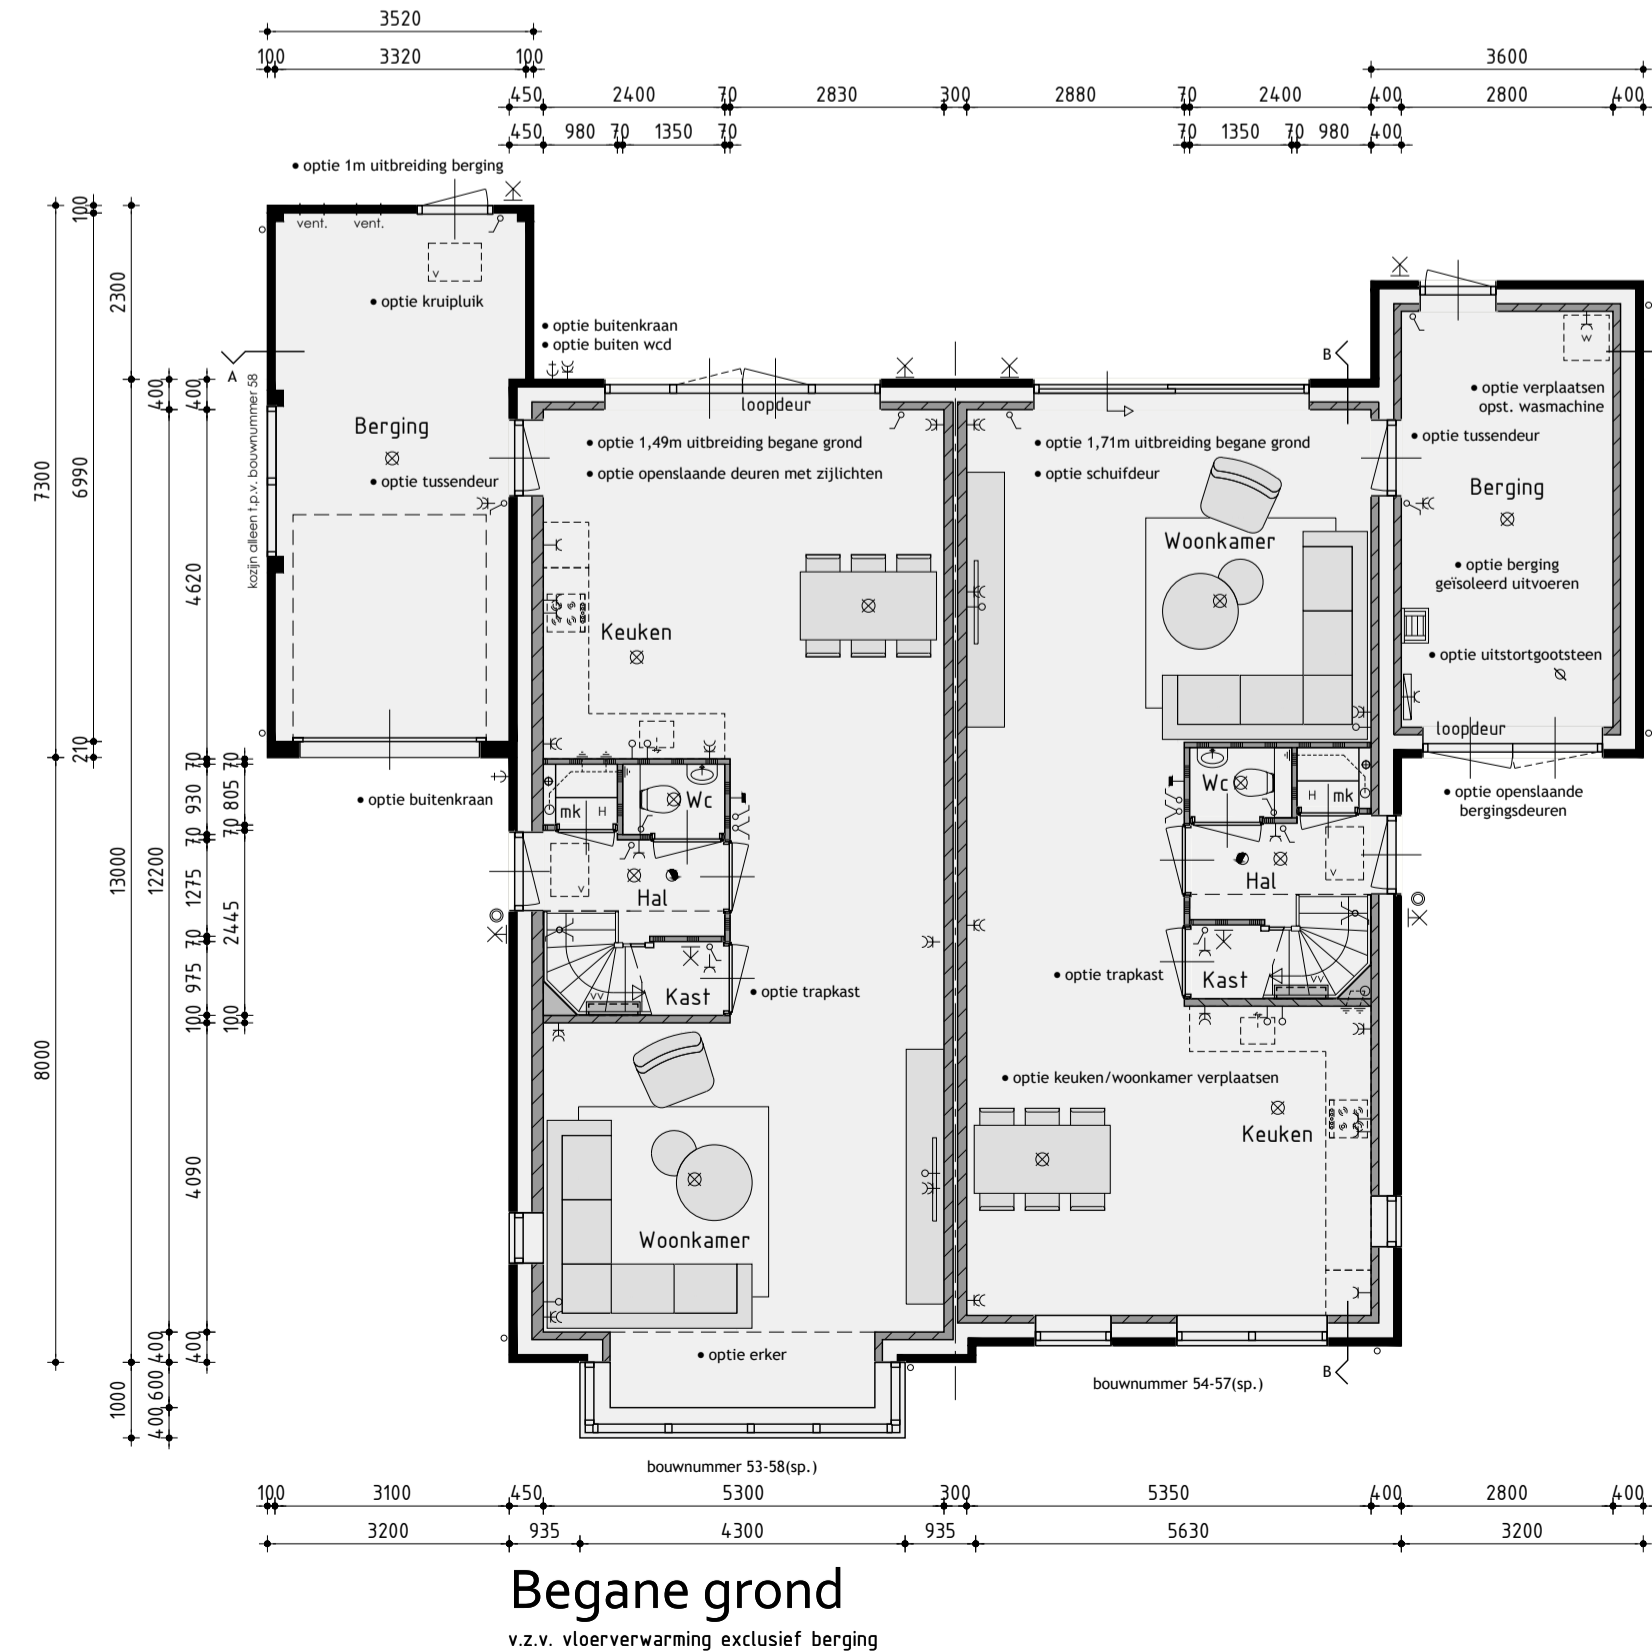 3520
100 3320 100 3600
450 2400 70 2830 300 2880 70 2400 400 2800 400
450 980 70 1350 70 70 1350 70 980 400
• optie 1m uitbreiding berging
vent. vent.
v
• optie kruipluik
• optie buitenkraan
• optie buiten wcd
A
B
w
• optie verplaatsen
opst. wasmachine
loopdeur
kozijn alleen t.p.v. bouwnummer 58
Berging
• optie tussendeur
• optie 1,49m uitbreiding begane grond
• optie openslaande deuren met zijlichten
• optie 1,71m uitbreiding begane grond
• optie schuifdeur
• optie tussendeur
Berging
Woonkamer
• optie berging
geïsoleerd uitvoeren
Keuken
• optie uitstortgootsteen
loopdeur
• optie openslaande
bergingsdeuren
• optie buitenkraan
mk H Wc
Wc H mk
v
Hal
Hal
v
vv
Kast
• optie trapkast
• optie trapkast
Kast
vv
• optie keuken/woonkamer verplaatsen
Keuken
Woonkamer
• optie erker
B
bouwnummer 54-57(sp.)
bouwnummer 53-58(sp.)
7300
8000
100
6990
210
2300
13000
1000
400
12200
400
600
400
400
4620
70
930
70
1275
70
975
100
4090
400
70
805
70
2445
100
100 3100 450 5300 300 5350 400 2800 400
3200 935 4300 935 5630 3200
Begane grond
v.z.v. vloerverwarming exclusief berging